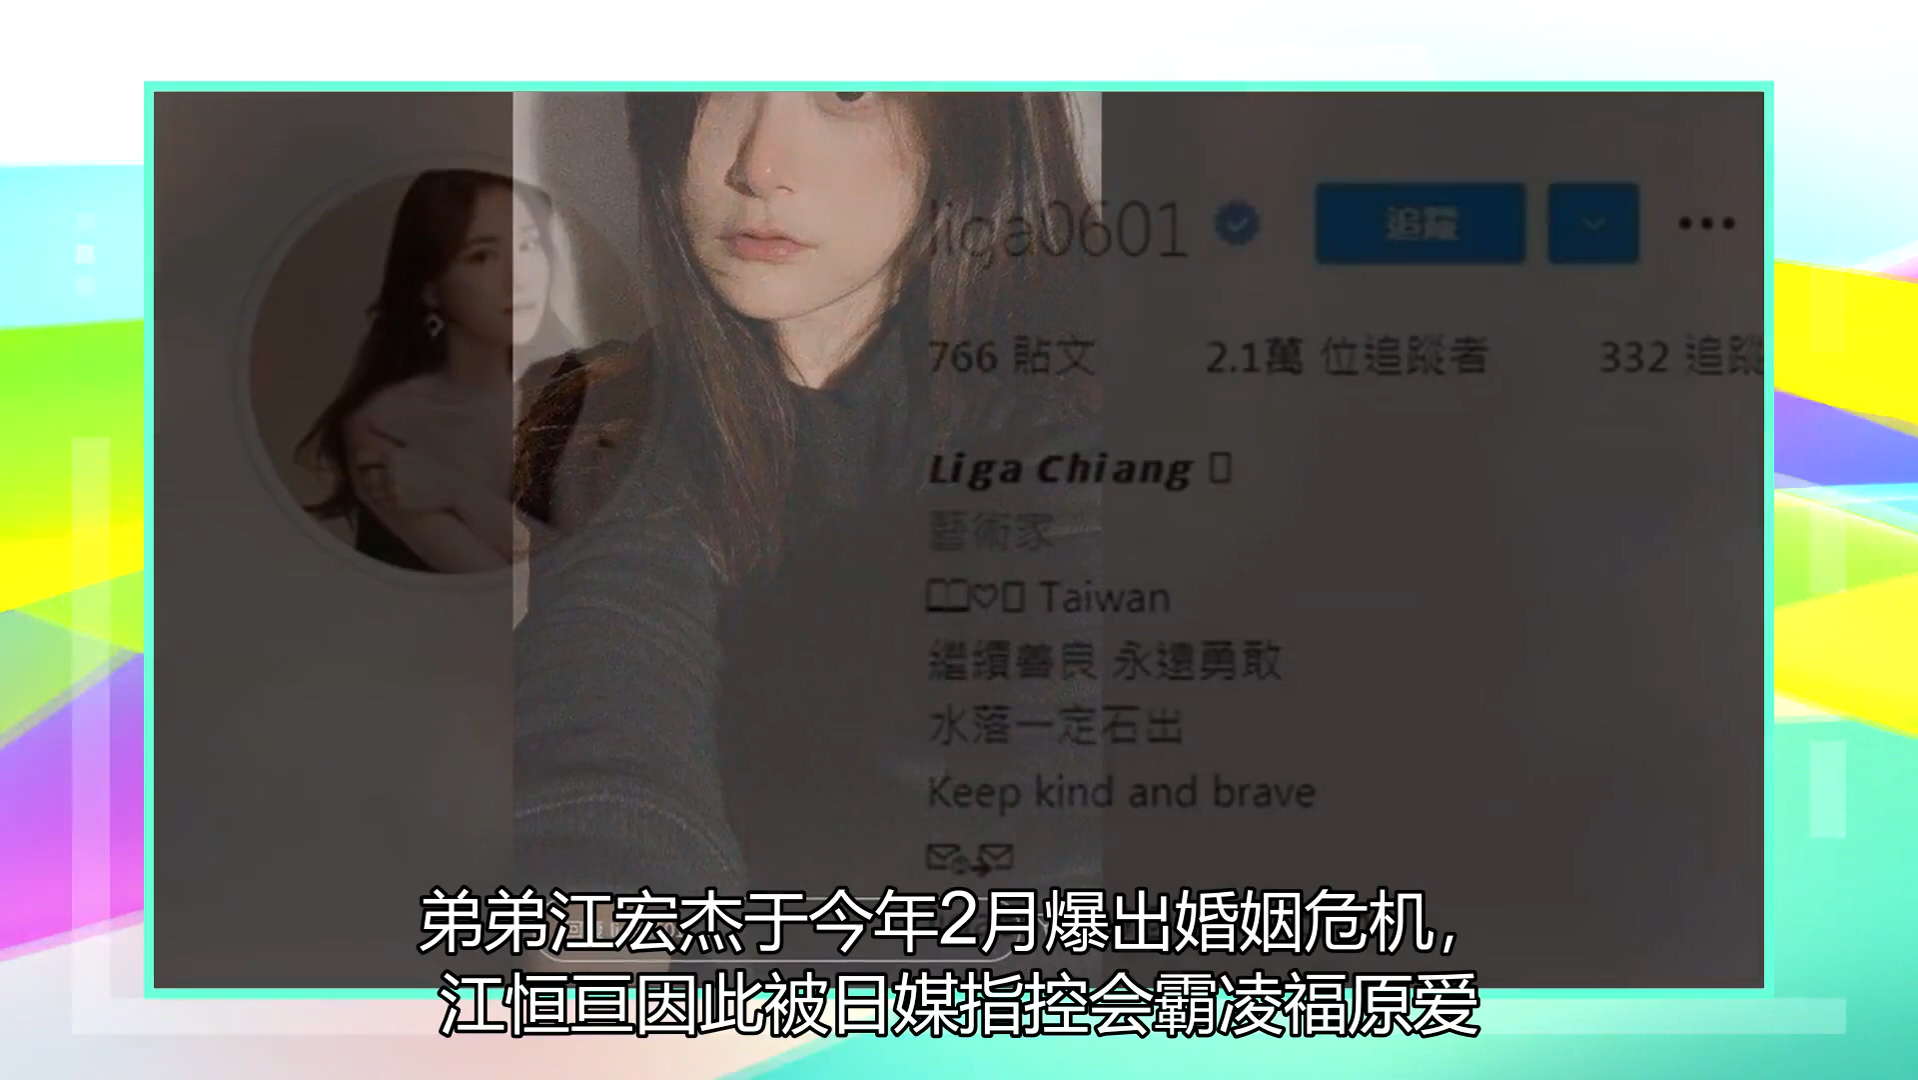 liga0601
追蹤
766 貼文
2.1萬 位追蹤者
332 追蹤
Liga Chiang
藝術家
Taiwan
繼續善良 永遠勇敢
水落一定石出
Keep kind and brave
弟弟江宏杰于今年2月爆出婚姻危机，
江恒亘因此被日媒指控会霸凌福原爱